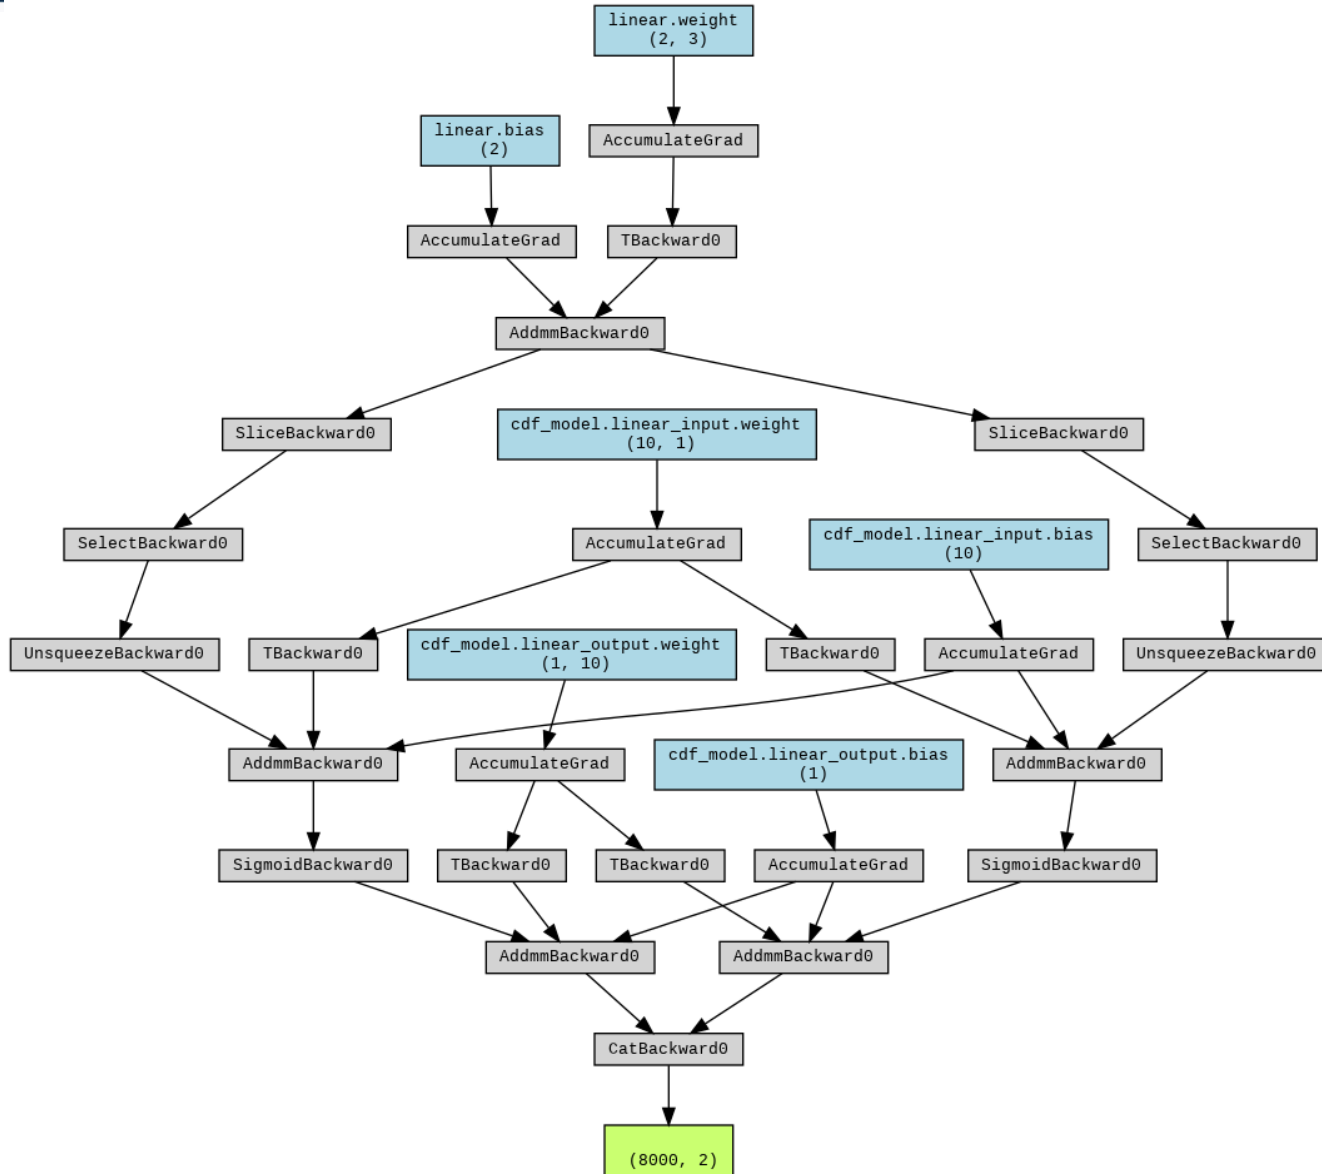 linear.weight
(2, 3)
linear.bias
(2)
AccumulateGrad
AccumulateGrad
TBackward0
AddmmBackward0
SliceBackward0
cdf_model.linear_input.weight
(10, 1)
SliceBackward0
SelectBackward0
AccumulateGrad
cdf_model.linear_input.bias
(10)
SelectBackward0
UnsqueezeBackward0
TBackward0
cdf_model.linear_output.weight
(1, 10)
TBackward0
AccumulateGrad
UnsqueezeBackward0
AddmmBackward0
AccumulateGrad
cdf_model.linear_output.bias
(1)
AddmmBackward0
SigmoidBackward0
TBackward0
TBackward0
AccumulateGrad
SigmoidBackward0
AddmmBackward0
AddmmBackward0
CatBackward0
(8000, 2)